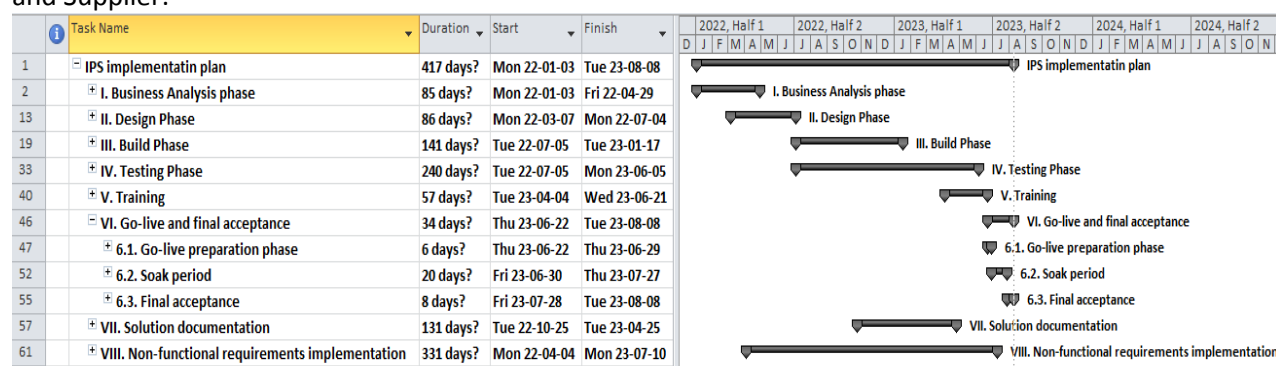 and Supplier?
Task Name Duration Start Finish 2022, Half 1 2022, Half 2 2023, Half 1 2023, Half 2 2024, Half 1 2024, Half 2
D J F M A M J J A S O N D J F M A M J J A S O N D J F M A M J J A S O N
1 IPS implementatin plan 417 days? Mon 22-01-03 Tue 23-08-08 IPS implementatin plan
2 I. Business Analysis phase 85 days? Mon 22-01-03 Fri 22-04-29 I. Business Analysis phase
13 II. Design Phase 86 days? Mon 22-03-07 Mon 22-07-04 II. Design Phase
19 III. Build Phase 141 days? Tue 22-07-05 Tue 23-01-17 III. Build Phase
33 IV. Testing Phase 240 days? Tue 22-07-05 Mon 23-06-05 IV. Testing Phase
40 V. Training 57 days? Tue 23-04-04 Wed 23-06-21 V. Training
46 VI. Go-live and final acceptance 34 days? Thu 23-06-22 Tue 23-08-08 VI. Go-live and final acceptance
47 6.1. Go-live preparation phase 6 days? Thu 23-06-22 Thu 23-06-29 6.1. Go-live preparation phase
52 6.2. Soak period 20 days? Fri 23-06-30 Thu 23-07-27 6.2. Soak period
55 6.3. Final acceptance 8 days? Fri 23-07-28 Tue 23-08-08 6.3. Final acceptance
57 VII. Solution documentation 131 days? Tue 22-10-25 Tue 23-04-25 VII. Solution documentation
61 VIII. Non-functional requirements implementation 331 days? Mon 22-04-04 Mon 23-07-10 VIII. Non-functional requirements implementation